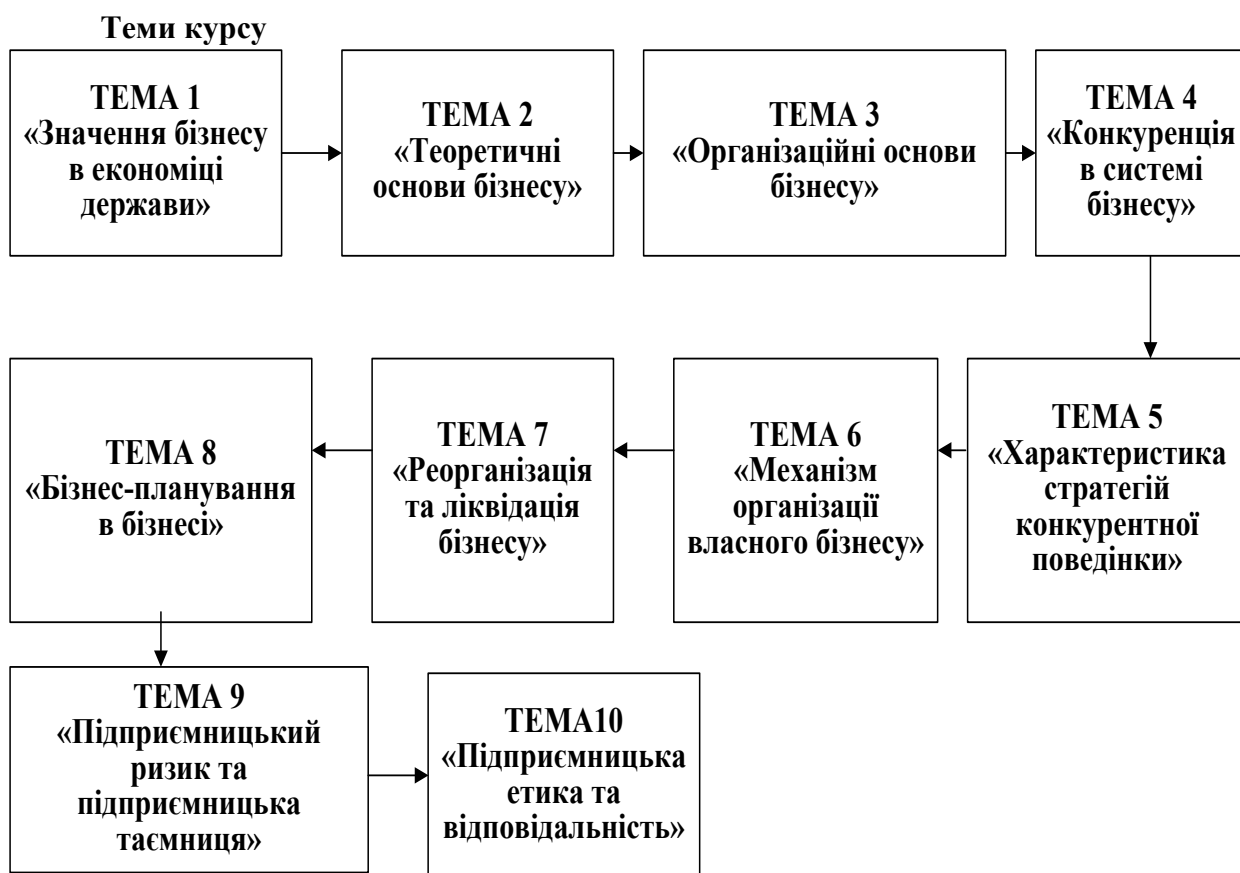 Теми курсу
ТЕМА 1
«Значення бізнесу
в економіці
держави»
ТЕМА 2
«Теоретичні
основи бізнесу»
ТЕМА 3
«Організаційні основи
бізнесу»
ТЕМА 4
«Конкуренція
в системі
бізнесу»
ТЕМА 5
«Характеристика
стратегій
конкурентної
поведінки»
ТЕМА 6
«Механізм
організації
власного бізнесу»
ТЕМА 7
«Реорганізація
та ліквідація
бізнесу»
ТЕМА 8
«Бізнес-планування
в бізнесі»
ТЕМА 9
«Підприємницький
ризик та
підприємницька
таємниця»
ТЕМА10
«Підприємницька
етика та
відповідальність»